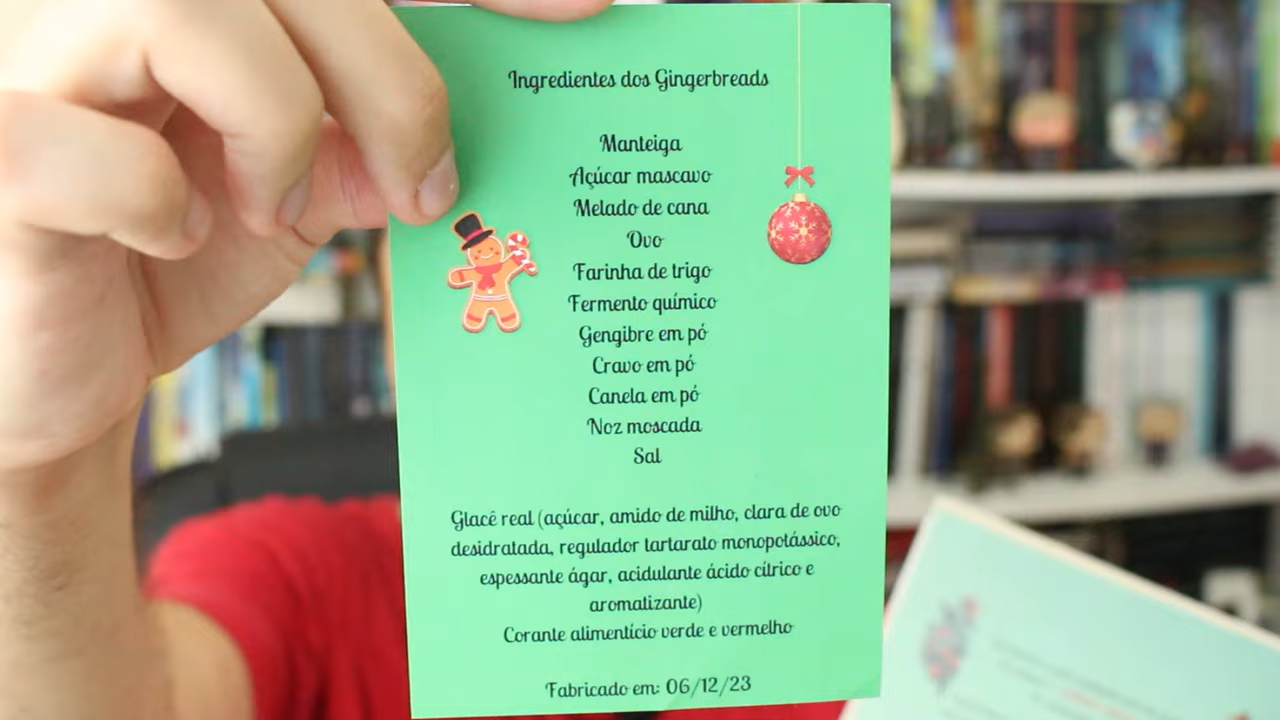 Ingredientes dos Gingerbreads
Manteiga
Açúcar mascavo
Melado de cana
Ovo
Farinha de trigo
Fermento químico
Gengibre em pó
Cravo em pó
Canela em pó
Noz moscada
Sal
Glacê real (açúcar, amido de milho, clara de ovo
desidratada, regulador tartarato monopotássico,
espessante ágar, acidulante ácido cítrico e
aromatizante)
Corante alimentício verde e vermelho
Fabricado em: 06/12/23